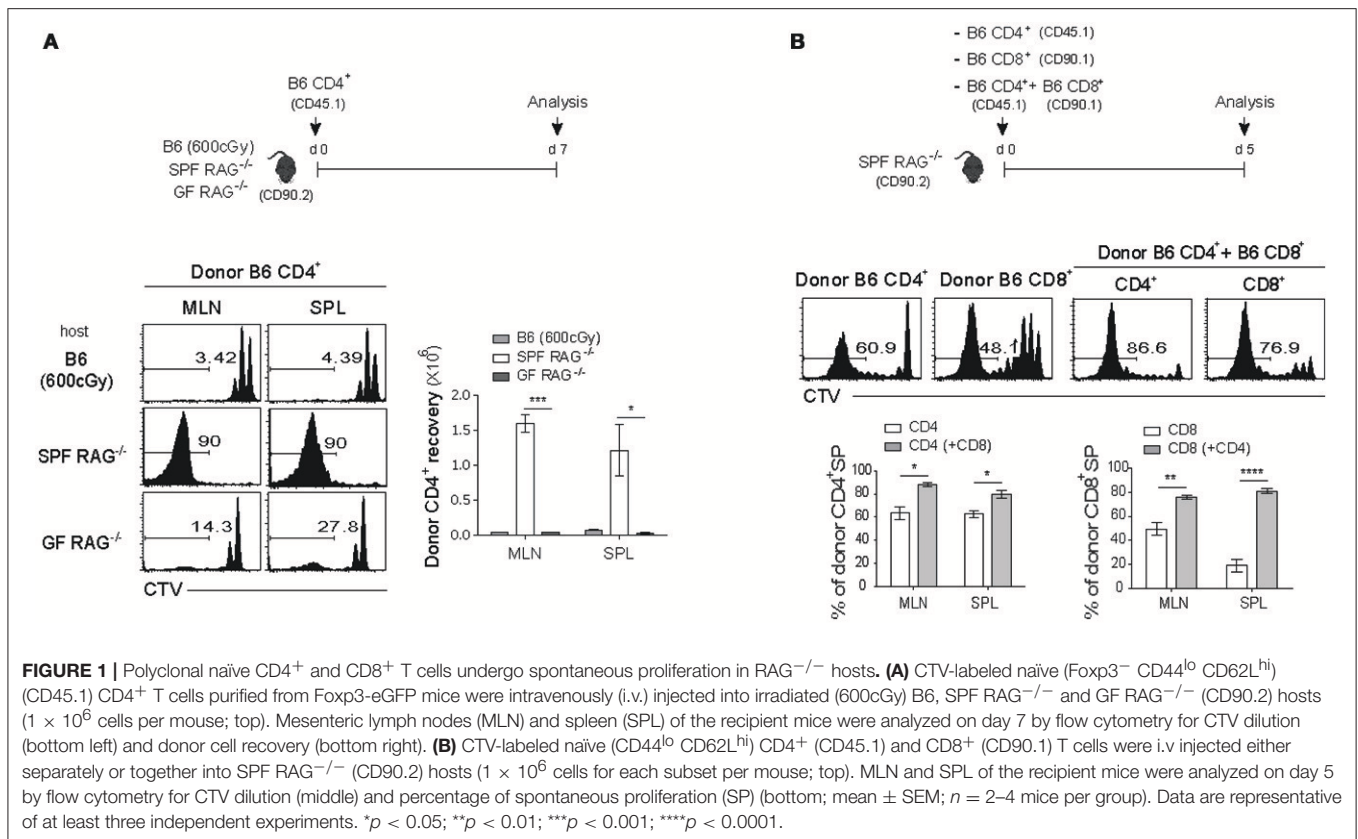 A
B6 CD4⁺
(CD45.1)
Analysis
d 0
d 7
B6 (600cGy)
SPF RAG⁻/⁻
GF RAG⁻/⁻
(CD90.2)
Donor B6 CD4⁺
MLN
SPL
host
B6
(600cGy)
3.42
4.39
SPF RAG⁻/⁻
90
90
GF RAG⁻/⁻
14.3
27.8
CTV
B6 (600cGy)
SPF RAG⁻/⁻
GF RAG⁻/⁻
Donor CD4⁺ recovery (X10⁶)
2.0
1.5
1.0
0.5
0.0
***
*
MLN
SPL
B
- B6 CD4⁺ (CD45.1)
- B6 CD8⁺ (CD90.1)
- B6 CD4⁺ + B6 CD8⁺
(CD45.1) (CD90.1)
Analysis
d 0
d 5
SPF RAG⁻/⁻
(CD90.2)
Donor B6 CD4⁺ + B6 CD8⁺
Donor B6 CD4⁺
Donor B6 CD8⁺
CD4⁺
CD8⁺
60.9
48.1
86.6
76.9
CTV
CD4
CD4 (+CD8)
% of donor CD4⁺SP
100
80
60
40
20
0
*
*
MLN
SPL
CD8
CD8 (+CD4)
% of donor CD8⁺SP
100
80
60
40
20
0
**
****
MLN
SPL
FIGURE 1 | Polyclonal naïve CD4⁺ and CD8⁺ T cells undergo spontaneous proliferation in RAG⁻/⁻ hosts. (A) CTV-labeled naïve (Foxp3⁻ CD44ˡᵒ CD62Lʰⁱ)
(CD45.1) CD4⁺ T cells purified from Foxp3-eGFP mice were intravenously (i.v.) injected into irradiated (600cGy) B6, SPF RAG⁻/⁻ and GF RAG⁻/⁻ (CD90.2) hosts
(1 × 10⁶ cells per mouse; top). Mesenteric lymph nodes (MLN) and spleen (SPL) of the recipient mice were analyzed on day 7 by flow cytometry for CTV dilution
(bottom left) and donor cell recovery (bottom right). (B) CTV-labeled naïve (CD44ˡᵒ CD62Lʰⁱ) CD4⁺ (CD45.1) and CD8⁺ (CD90.1) T cells were i.v injected either
separately or together into SPF RAG⁻/⁻ (CD90.2) hosts (1 × 10⁶ cells for each subset per mouse; top). MLN and SPL of the recipient mice were analyzed on day 5
by flow cytometry for CTV dilution (middle) and percentage of spontaneous proliferation (SP) (bottom; mean ± SEM; n = 2–4 mice per group). Data are representative
of at least three independent experiments. *p < 0.05; **p < 0.01; ***p < 0.001; ****p < 0.0001.